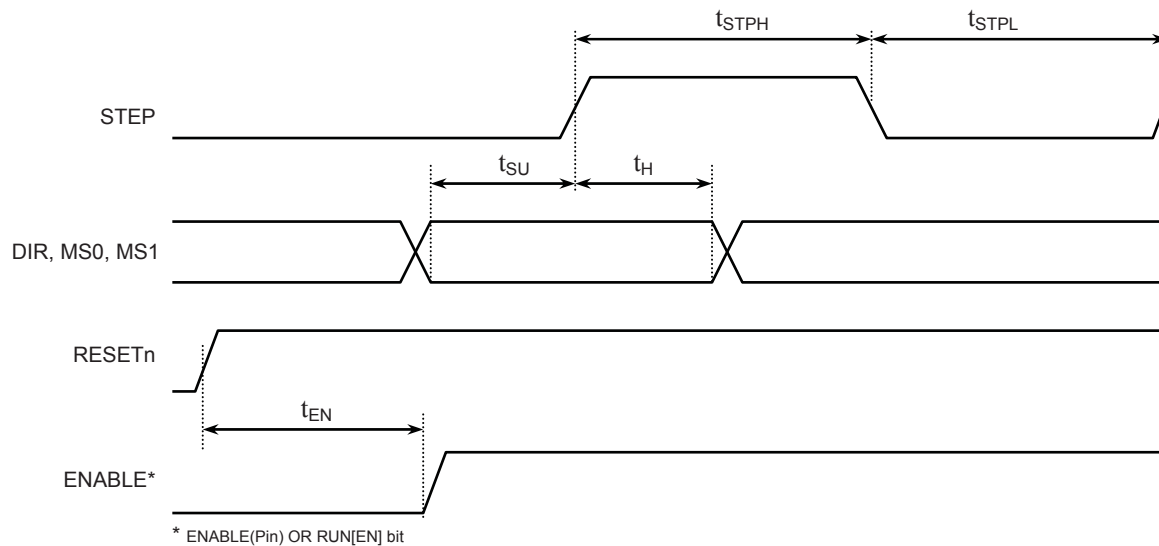 tSTPH tSTPL
STEP
tSU tH
DIR, MS0, MS1
RESETn
tEN
ENABLE*
* ENABLE(Pin) OR RUN[EN] bit